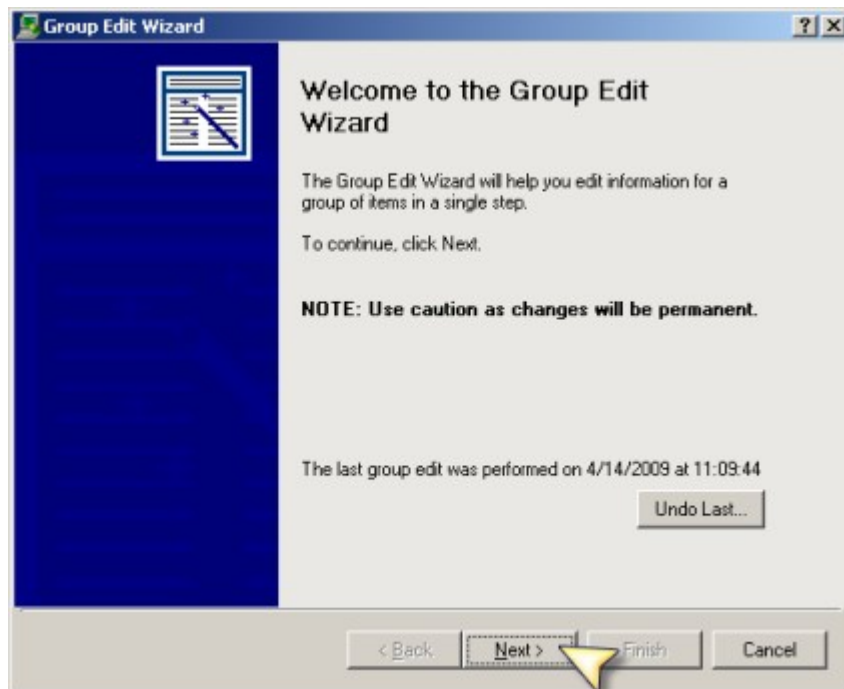 Group Edit Wizard
Welcome to the Group Edit
Wizard
The Group Edit Wizard will help you edit information for a
group of items in a single step.
To continue, click Next.
NOTE: Use caution as changes will be permanent.
The last group edit was performed on 4/14/2009 at 11:09:44
Undo Last...
< Back Next > Finish Cancel